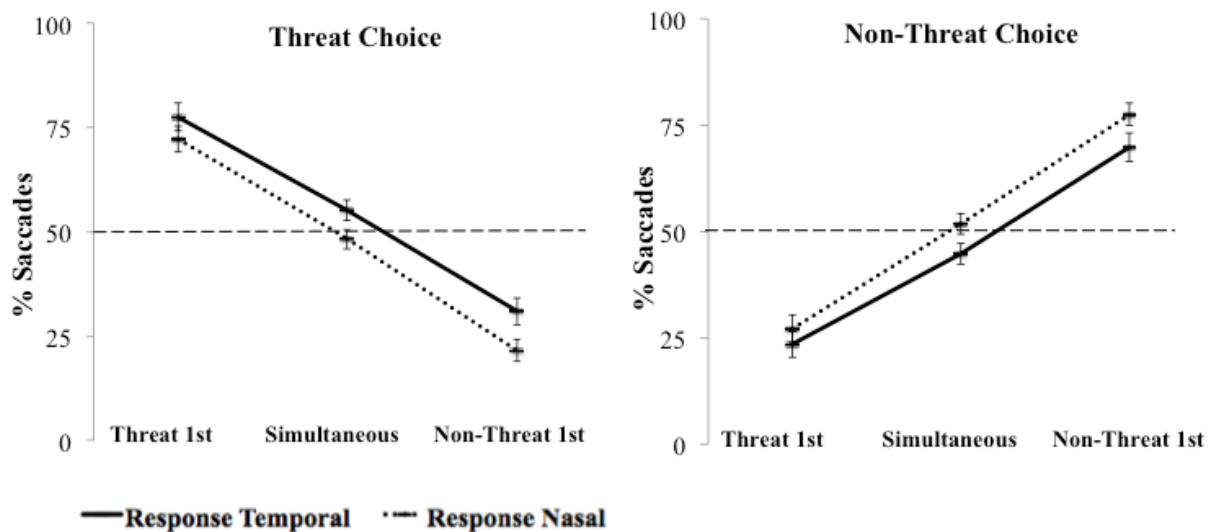 Threat Choice
% Saccades
100
75
50
25
0
Threat 1st Simultaneous Non-Threat 1st
Non-Threat Choice
% Saccades
100
75
50
25
0
Threat 1st Simultaneous Non-Threat 1st
Response Temporal Response Nasal